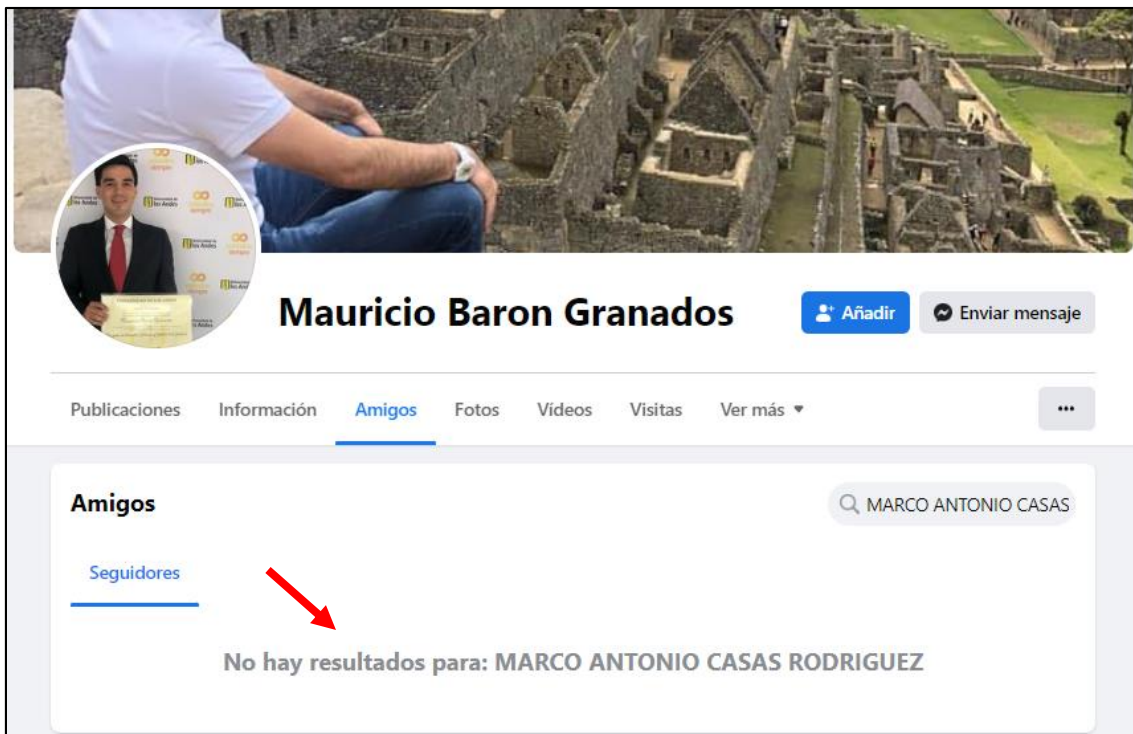 Mauricio Baron Granados
Añadir
Enviar mensaje
Publicaciones
Información
Amigos
Fotos
Vídeos
Visitas
Ver más
Amigos
MARCO ANTONIO CASAS
Seguidores
No hay resultados para: MARCO ANTONIO CASAS RODRIGUEZ